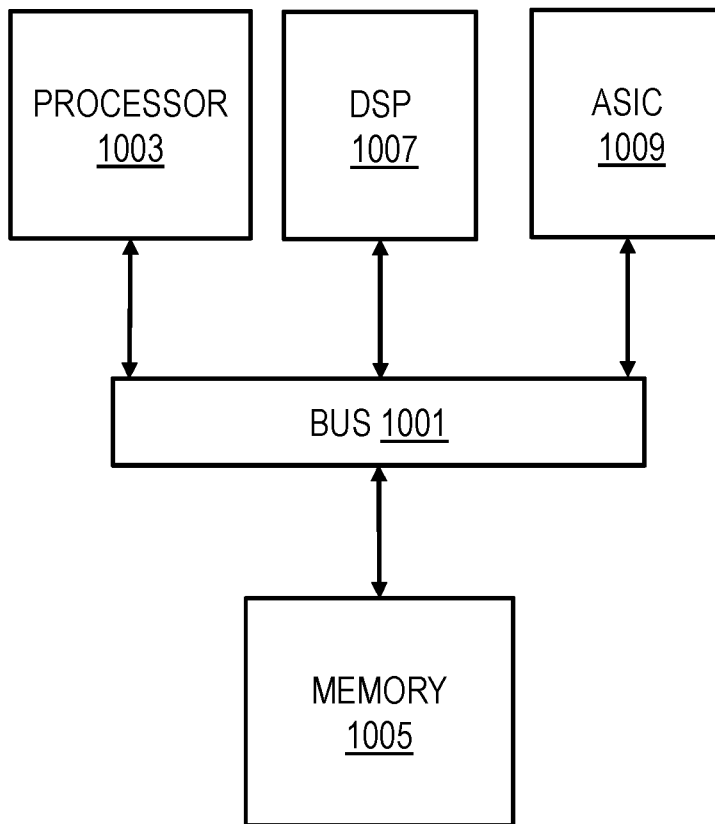 PROCESSOR
1003
DSP
1007
ASIC
1009
BUS 1001
MEMORY
1005